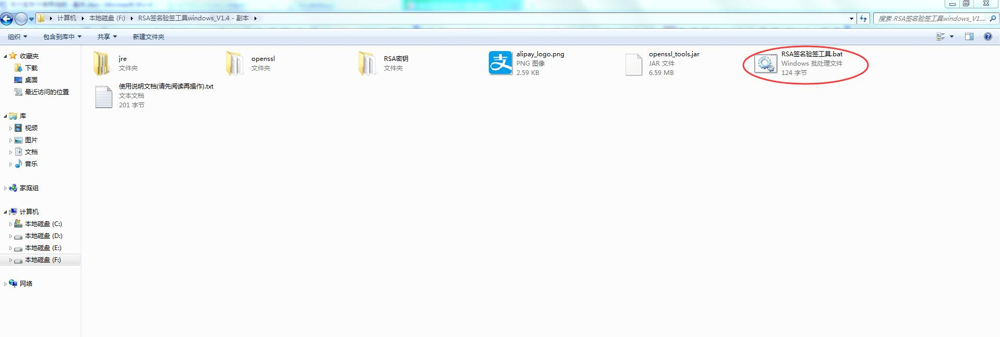 计算机 本地磁盘 (F:) RSA签名验签工具windows_V1.4 - 副本
搜索 RSA签名验签工具windows_V1....
组织 包含到库中 共享 新建文件夹
收藏夹
下载
桌面
最近访问的位置
库
视频
图片
文档
音乐
家庭组
计算机
本地磁盘 (C:)
本地磁盘 (D:)
本地磁盘 (E:)
本地磁盘 (F:)
网络
jre
文件夹
openssl
文件夹
RSA密钥
文件夹
支
alipay_logo.png
PNG 图像
2.59 KB
openssl_tools.jar
JAR 文件
6.59 MB
RSA签名验签工具.bat
Windows 批处理文件
124 字节
使用说明文档(请先阅读再操作).txt
文本文档
201 字节